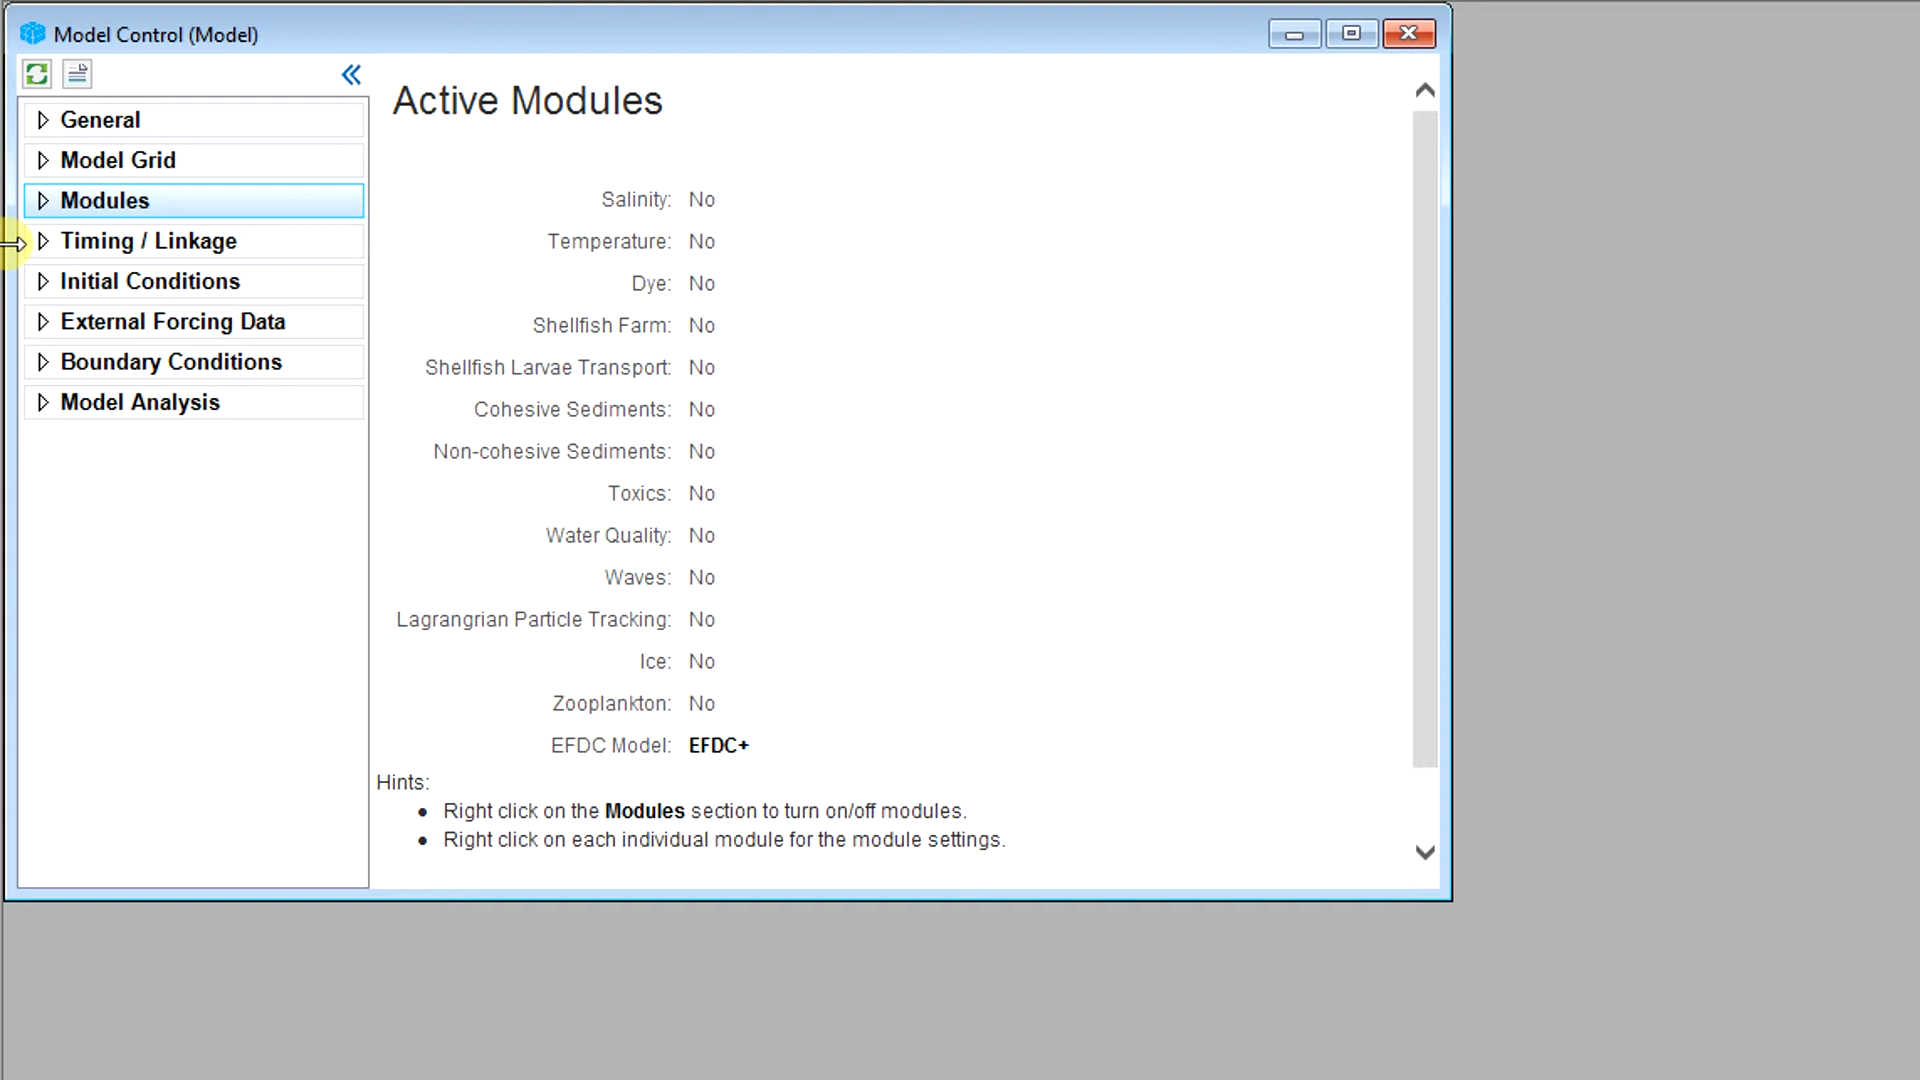 Model Control (Model)
General
Model Grid
Modules
Timing / Linkage
Initial Conditions
External Forcing Data
Boundary Conditions
Model Analysis
Active Modules
Salinity: No
Temperature: No
Dye: No
Shellfish Farm: No
Shellfish Larvae Transport: No
Cohesive Sediments: No
Non-cohesive Sediments: No
Toxics: No
Water Quality: No
Waves: No
Lagrangrian Particle Tracking: No
Ice: No
Zooplankton: No
EFDC Model: EFDC+
Hints:
• Right click on the Modules section to turn on/off modules.
• Right click on each individual module for the module settings.